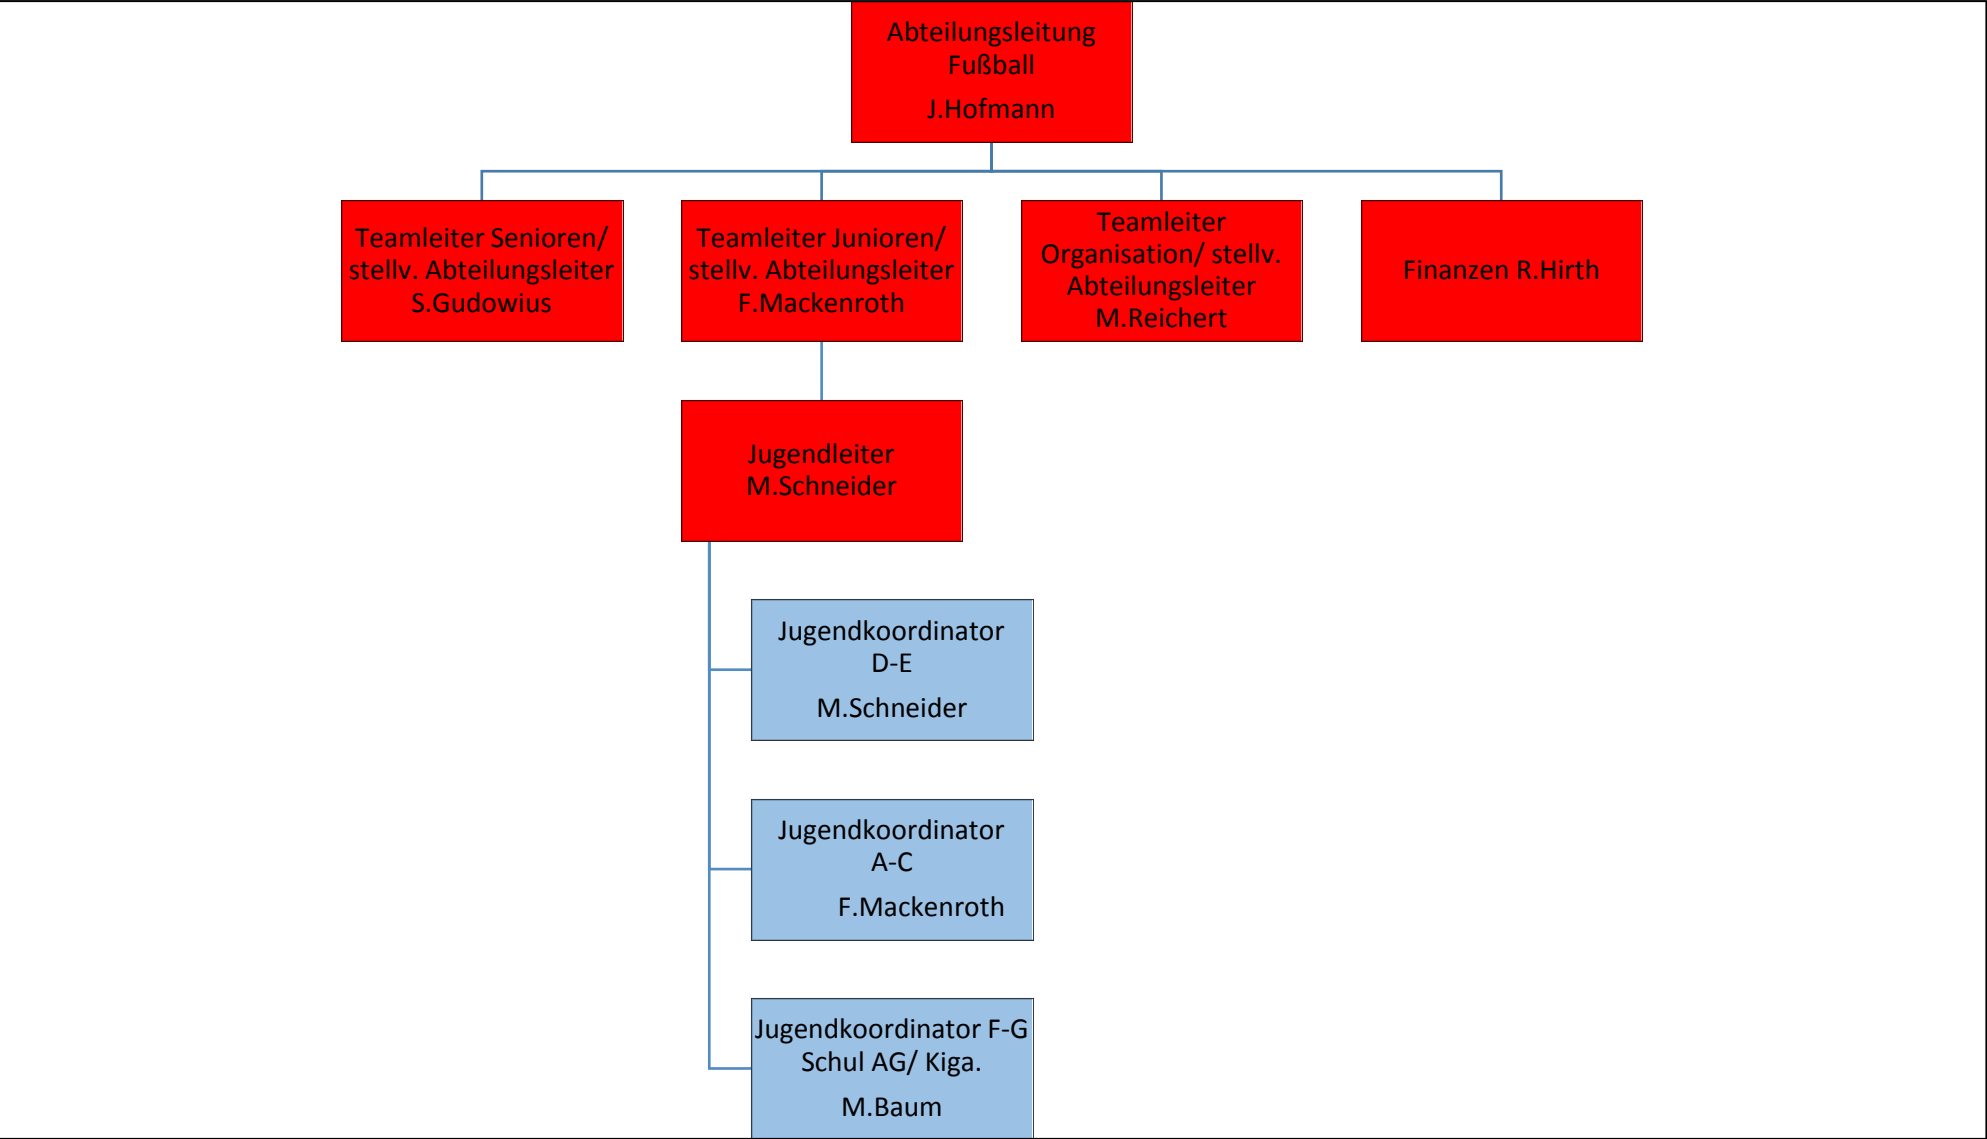 Abteilungsleitung
Fußball
J.Hofmann
Teamleiter Senioren/
stellv. Abteilungsleiter
S.Gudowius
Teamleiter Junioren/
stellv. Abteilungsleiter
F.Mackenroth
Teamleiter
Organisation/ stellv.
Abteilungsleiter
M.Reichert
Finanzen R.Hirth
Jugendleiter
M.Schneider
Jugendkoordinator
D-E
M.Schneider
Jugendkoordinator
A-C
F.Mackenroth
Jugendkoordinator F-G
Schul AG/ Kiga.
M.Baum